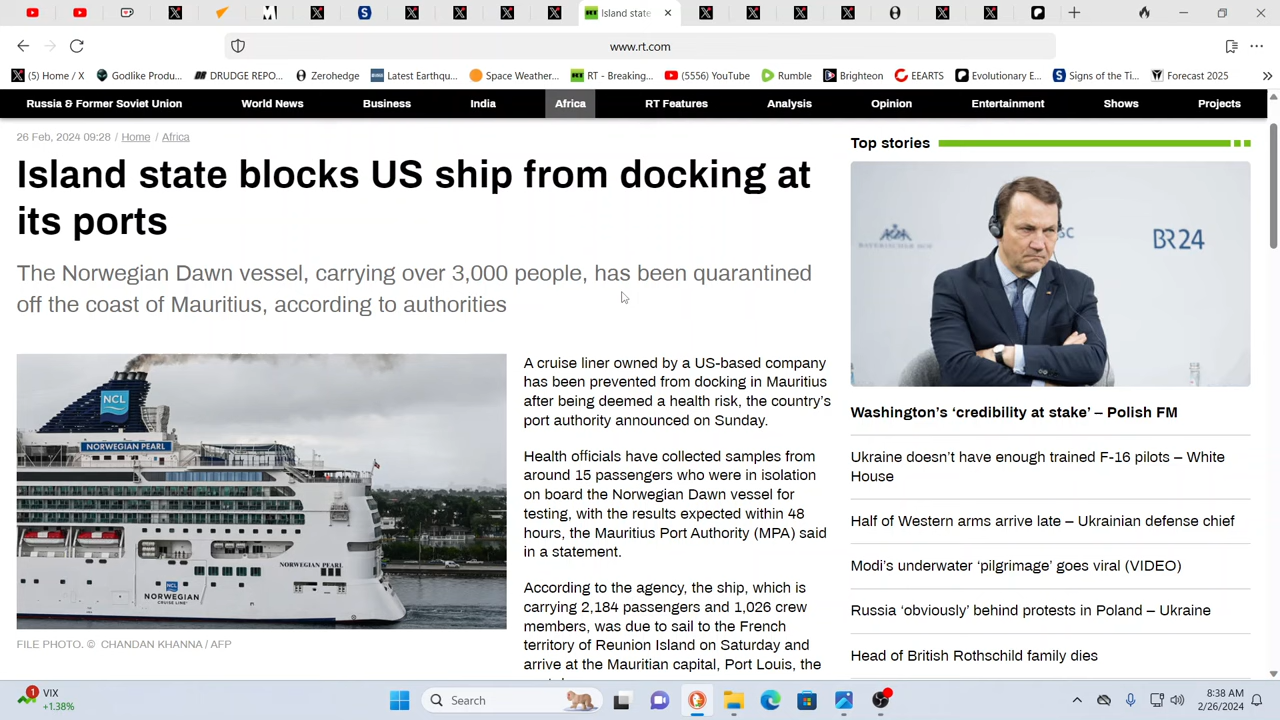 Island state
www.rt.com
(5) Home / X
Godlike Produ...
DRUDGE REPO...
Zerohedge
Latest Earthqu...
Space Weather...
RT - Breaking...
(5556) YouTube
Rumble
Brighteon
EEARTS
Evolutionary E...
Signs of the Ti...
Forecast 2025
Russia & Former Soviet Union
World News
Business
India
Africa
RT Features
Analysis
Opinion
Entertainment
Shows
Projects
26 Feb, 2024 09:28 / Home / Africa
Island state blocks US ship from docking at
its ports
The Norwegian Dawn vessel, carrying over 3,000 people, has been quarantined
off the coast of Mauritius, according to authorities
NCL
NORWEGIAN PEARL
NORWEGIAN PEARL
NORWEGIAN
CRUISE LINE
FILE PHOTO. © CHANDAN KHANNA / AFP
A cruise liner owned by a US-based company
has been prevented from docking in Mauritius
after being deemed a health risk, the country's
port authority announced on Sunday.
Health officials have collected samples from
around 15 passengers who were in isolation
on board the Norwegian Dawn vessel for
testing, with the results expected within 48
hours, the Mauritius Port Authority (MPA) said
in a statement.
According to the agency, the ship, which is
carrying 2,184 passengers and 1,026 crew
members, was due to sail to the French
territory of Reunion Island on Saturday and
arrive at the Mauritian capital, Port Louis, the
Top stories
BR24
Washington's 'credibility at stake' – Polish FM
Ukraine doesn't have enough trained F-16 pilots – White
House
Half of Western arms arrive late – Ukrainian defense chief
Modi's underwater 'pilgrimage' goes viral (VIDEO)
Russia 'obviously' behind protests in Poland – Ukraine
Head of British Rothschild family dies
1
VIX
+1.38%
Search
8:38 AM
2/26/2024